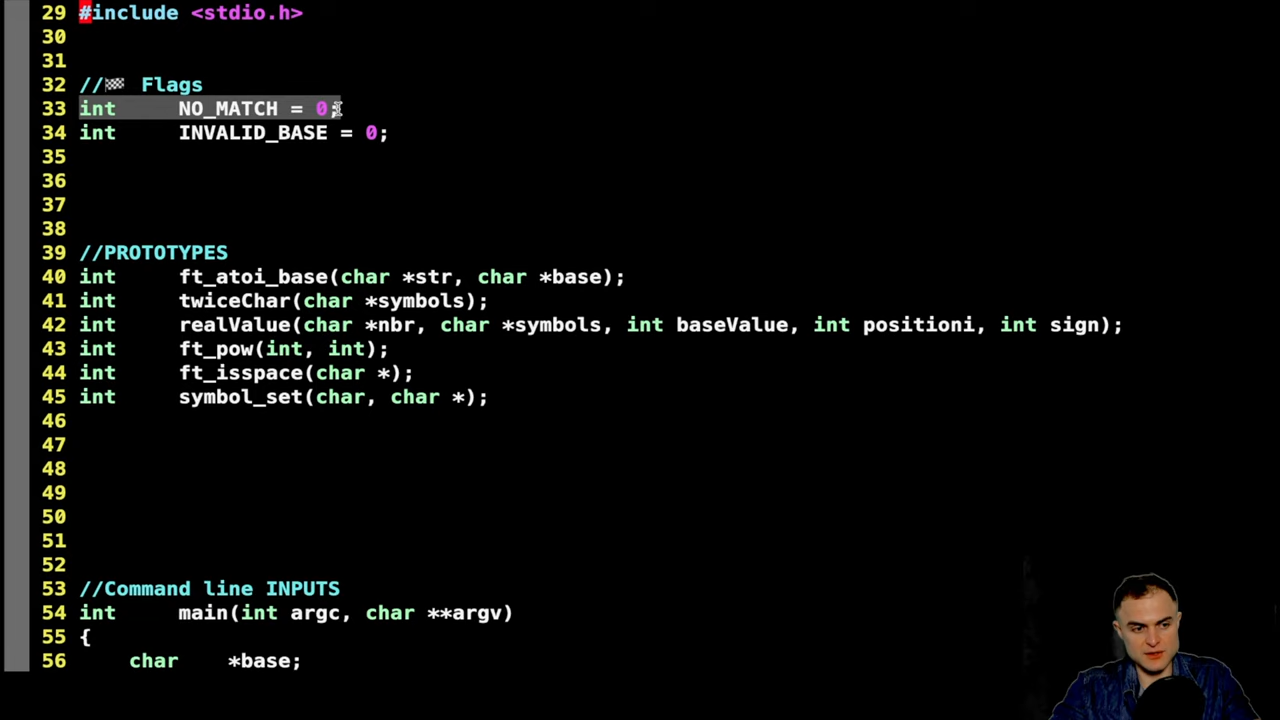 29 #include <stdio.h>
30
31
32 //🏁 Flags
33 int NO_MATCH = 0;
34 int INVALID_BASE = 0;
35
36
37
38
39 //PROTOTYPES
40 int ft_atoi_base(char *str, char *base);
41 int twiceChar(char *symbols);
42 int realValue(char *nbr, char *symbols, int baseValue, int positioni, int sign);
43 int ft_pow(int, int);
44 int ft_isspace(char *);
45 int symbol_set(char, char *);
46
47
48
49
50
51
52
53 //Command line INPUTS
54 int main(int argc, char **argv)
55 {
56 char *base;